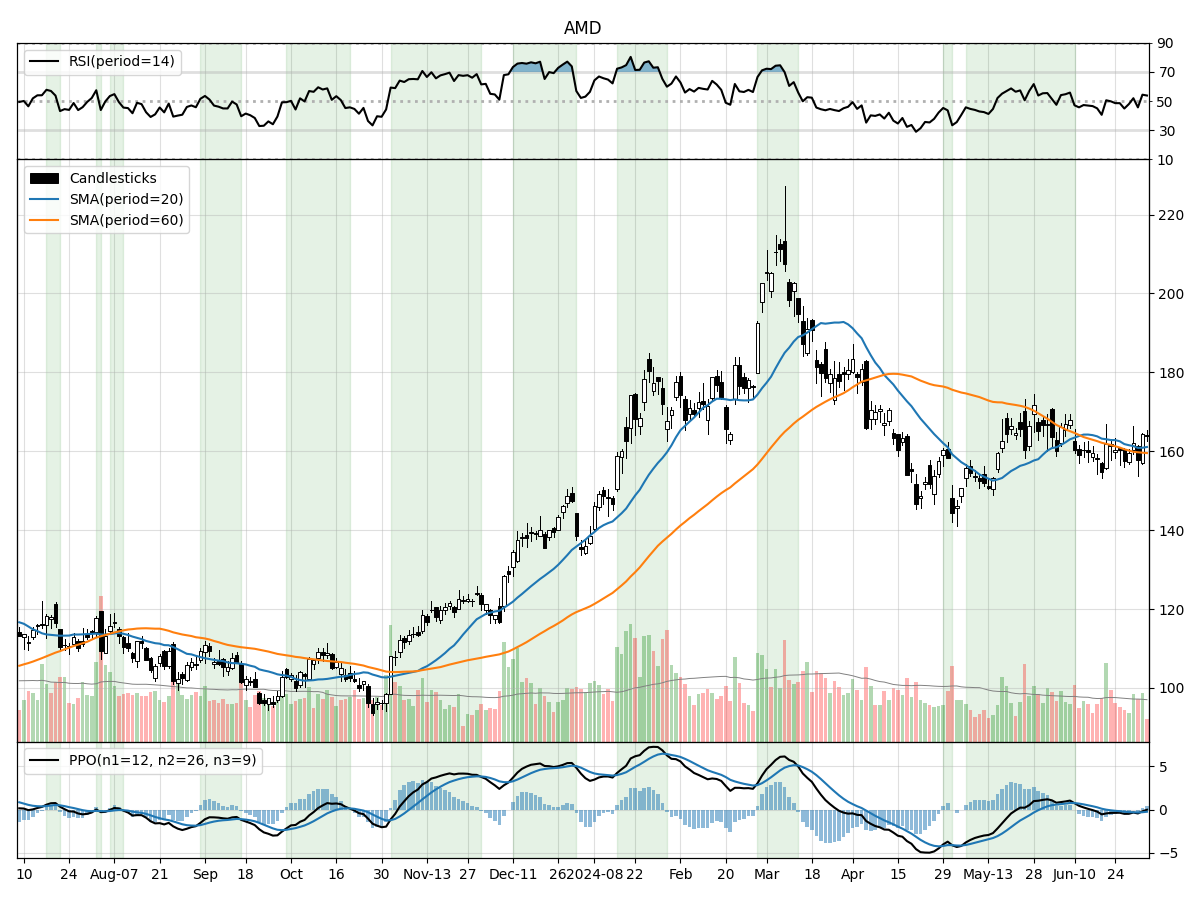 AMD
RSI(period=14)
90
70
50
30
10
Candlesticks
SMA(period=20)
SMA(period=60)
220
200
180
160
140
120
100
PPO(n1=12, n2=26, n3=9)
5
0
−5
10 24 Aug-07 21 Sep 18 Oct 16 30 Nov-13 27 Dec-11 26 2024-08 22 Feb 20 Mar 18 Apr 15 29 May-13 28 Jun-10 24